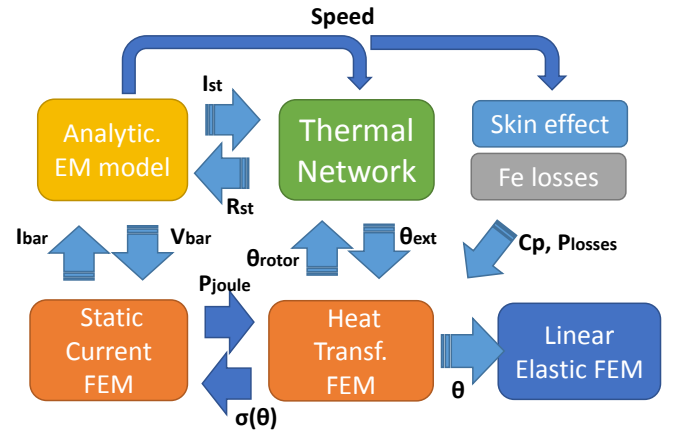 Speed
Analytic.
EM model
Ist
Rst
Thermal
Network
Skin effect
Fe losses
Ibar
Vbar
θrotor
θext
Cp, Plosses
Static
Current
FEM
Pjoule
σ(θ)
Heat
Transf.
FEM
θ
Linear
Elastic FEM